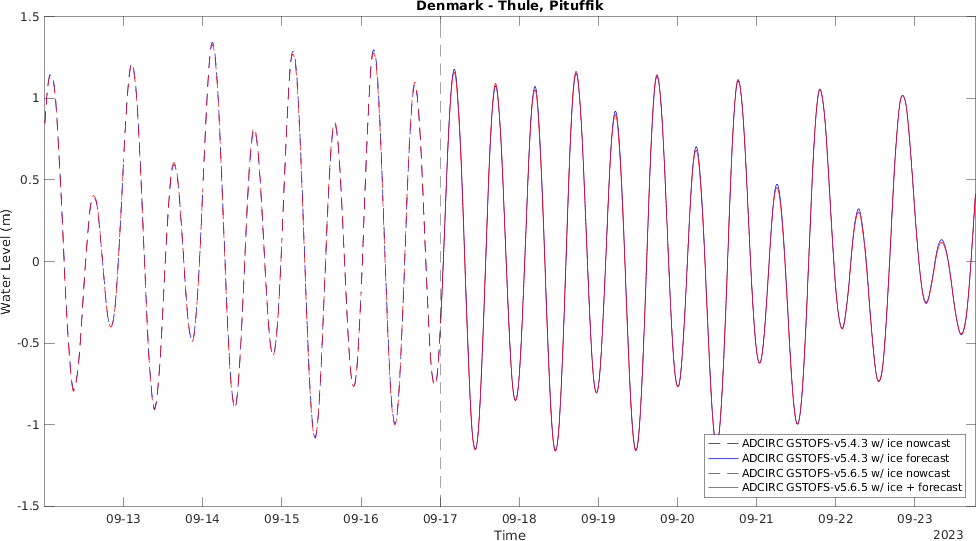 Denmark - Thule, Pituffik
Water Level (m)
1.5
1
0.5
0
-0.5
-1
-1.5
09-13 09-14 09-15 09-16 09-17 09-18 09-19 09-20 09-21 09-22 09-23
Time
2023
ADCIRC GSTOFS-v5.4.3 w/ ice nowcast
ADCIRC GSTOFS-v5.4.3 w/ ice forecast
ADCIRC GSTOFS-v5.6.5 w/ ice nowcast
ADCIRC GSTOFS-v5.6.5 w/ ice + forecast